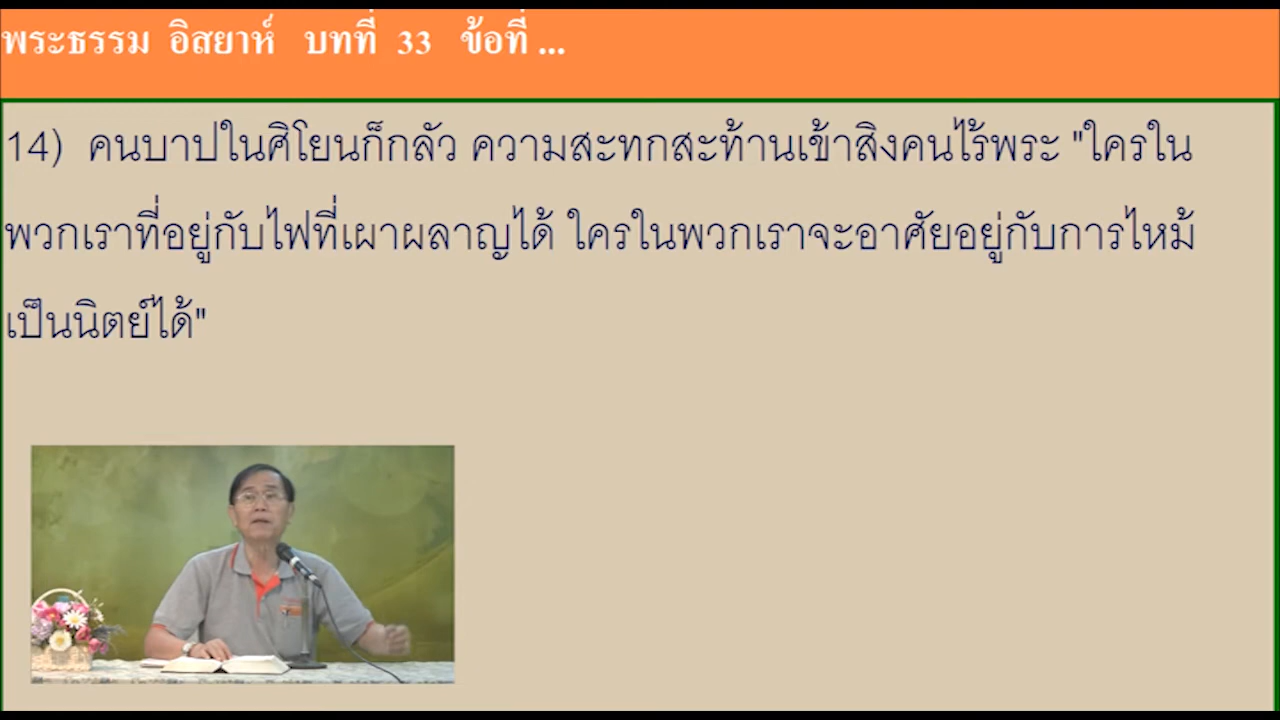 พระธรรม อิสยาห์ บทที่ 33 ข้อที่ ...
14) คนบาปในศิโยนก็กลัว ความสะทกสะท้านเข้าสิงคนไร้พระ "ใครใน
พวกเราที่อยู่กับไฟที่เผาผลาญได้ ใครในพวกเราจะอาศัยอยู่กับการไหม้
เป็นนิตย์ได้"